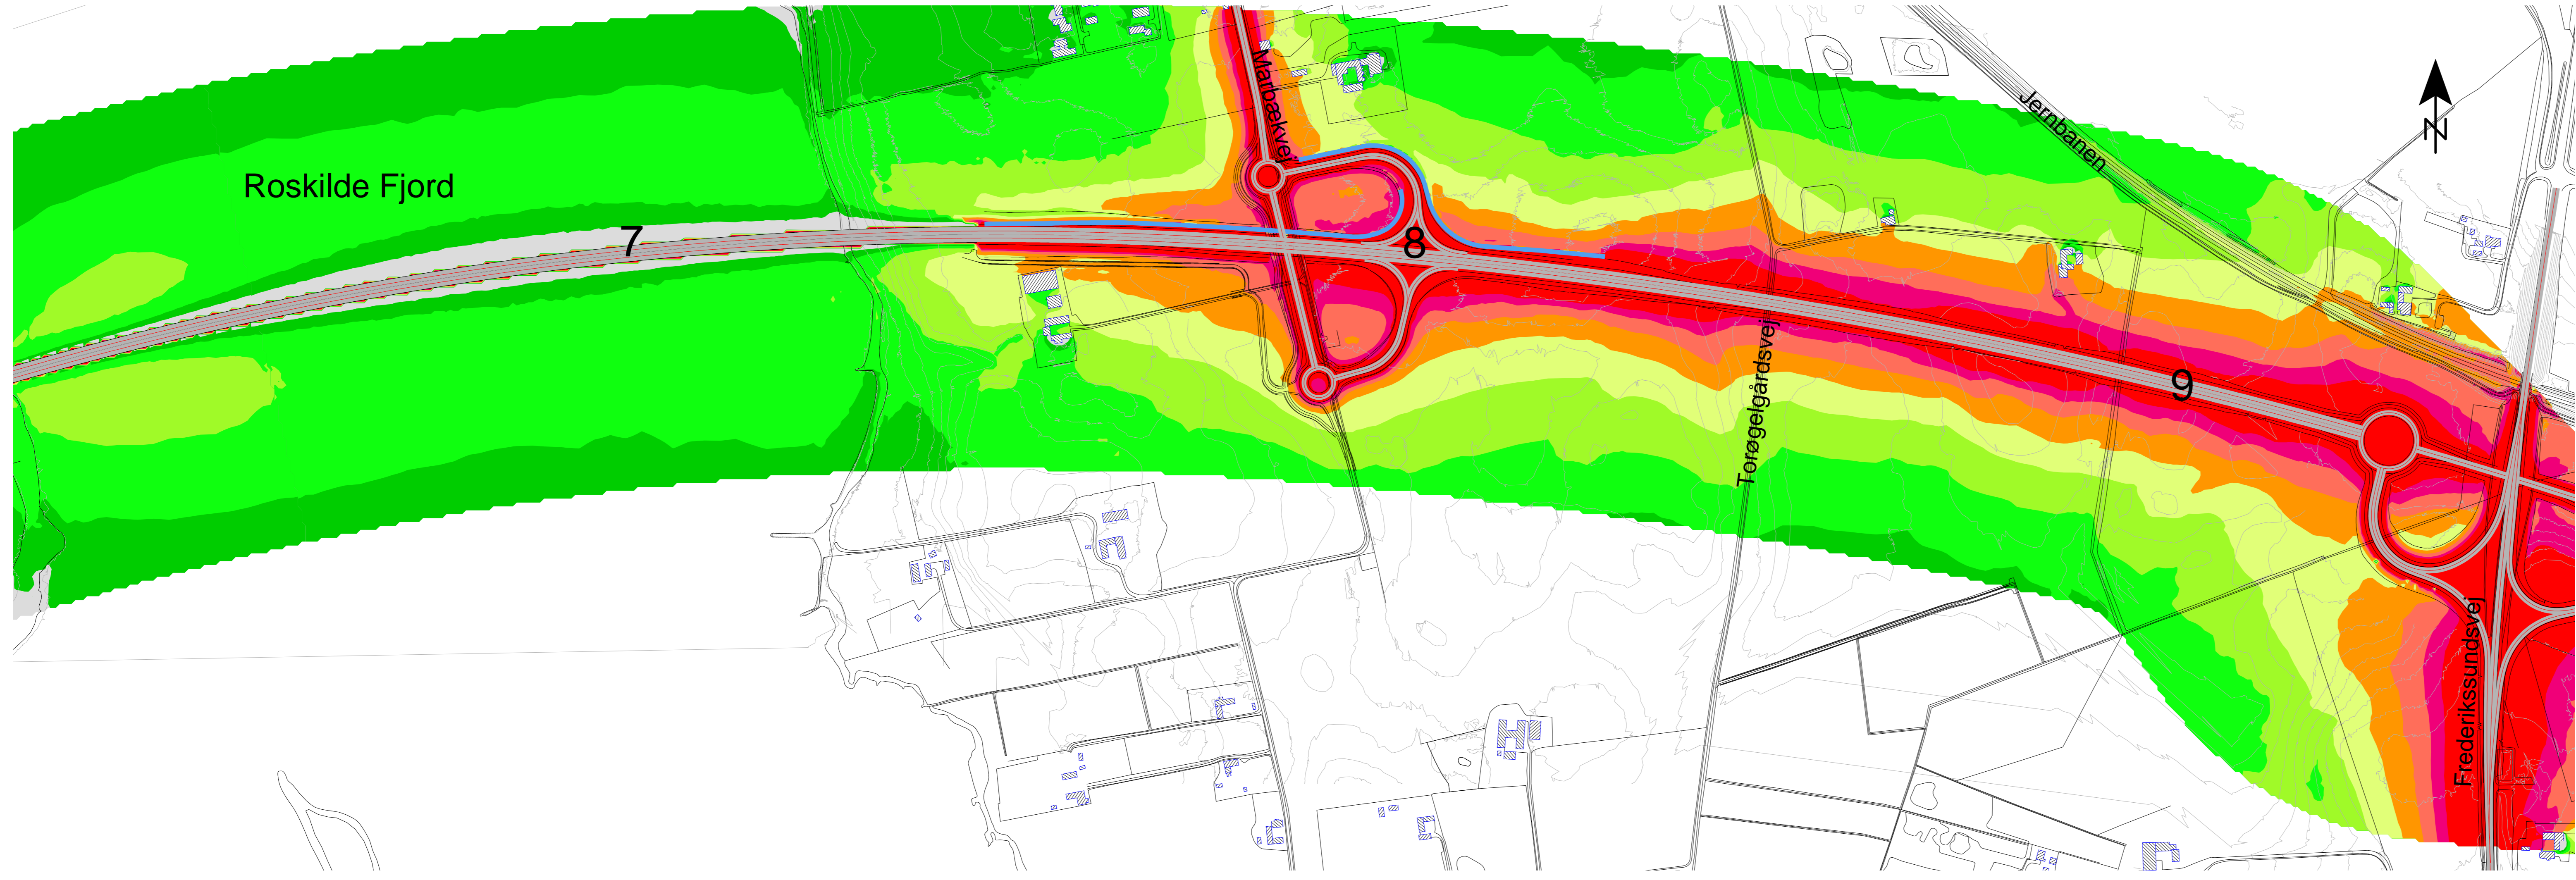 Marbækvej
Jernbanen
N
Roskilde Fjord
7
8
Torøgelgårdsvej
9
Frederikssundsvej